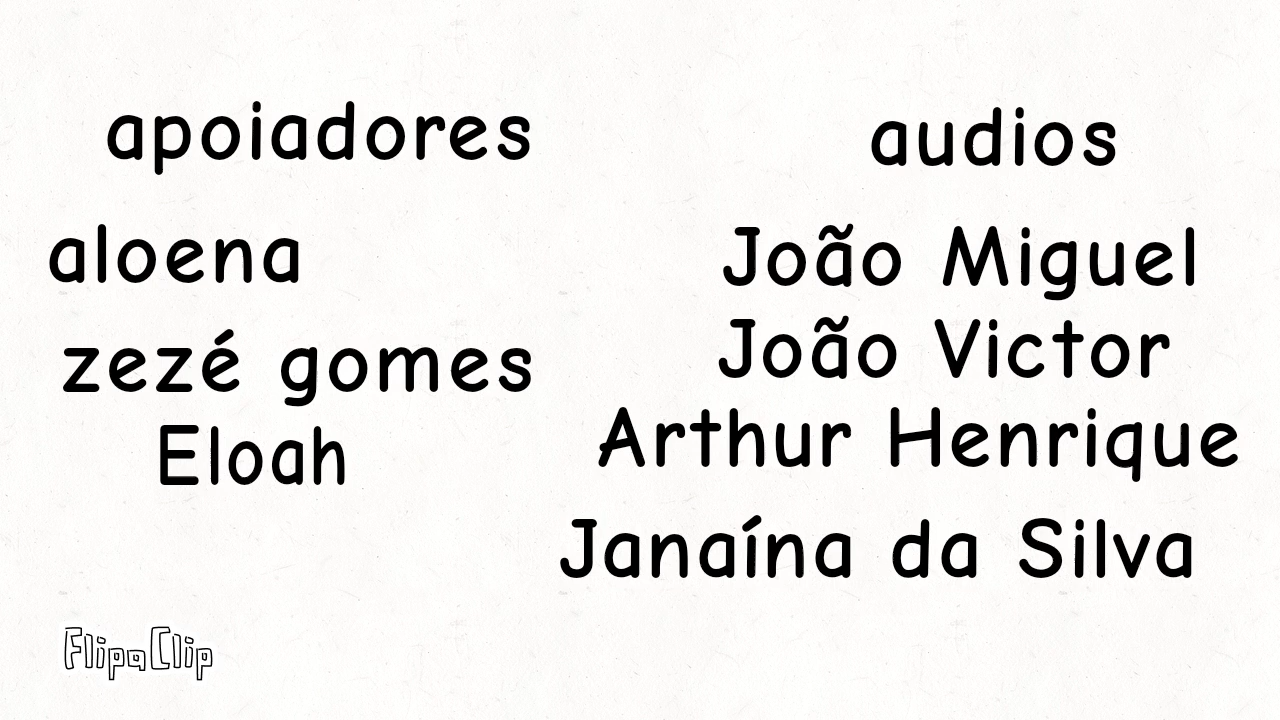 apoiadores
aloena
zezé gomes
Eloah
audios
João Miguel
João Victor
Arthur Henrique
Janaína da Silva
FlipaClip